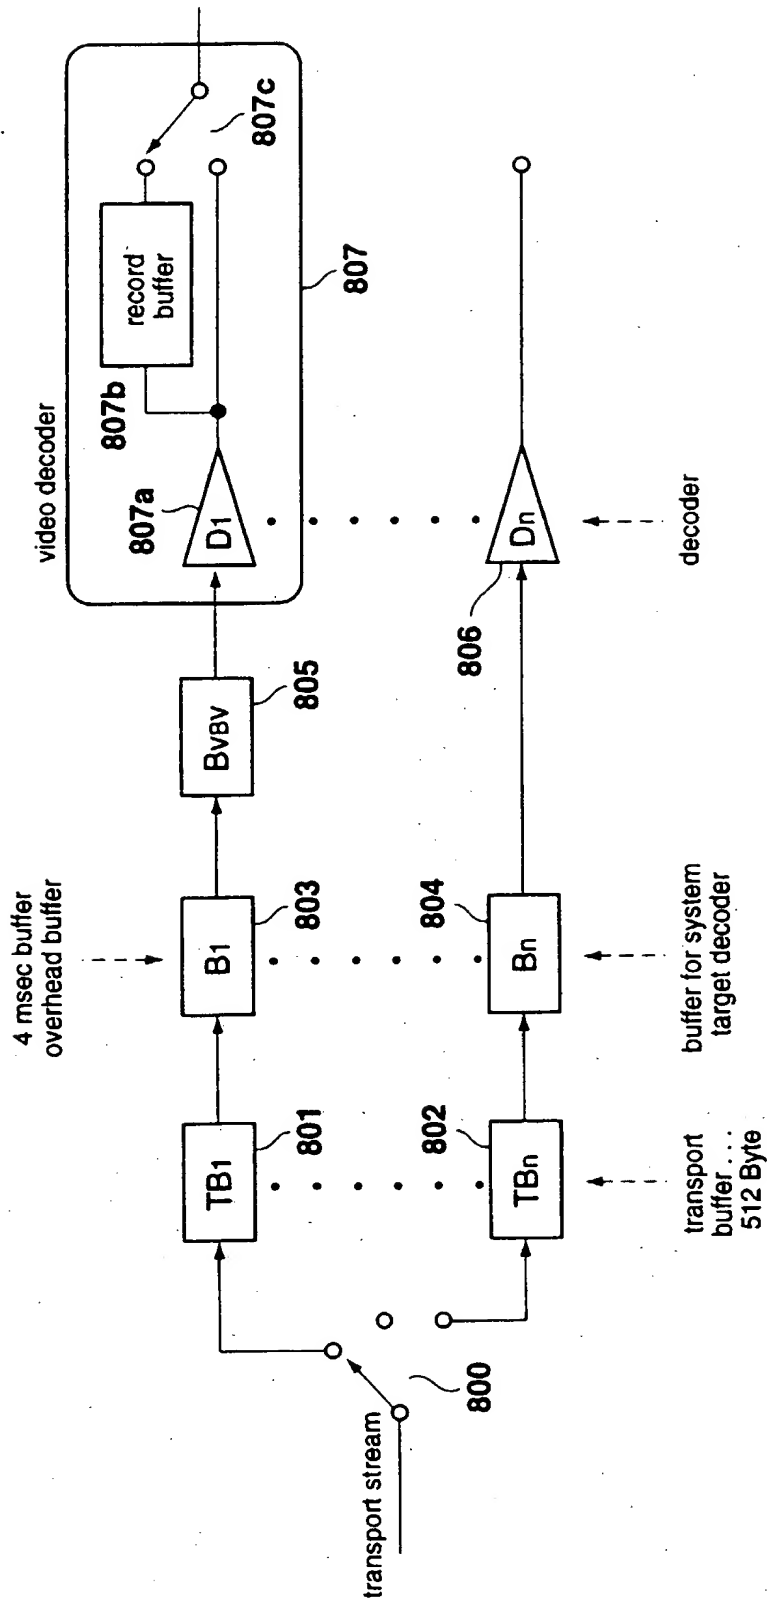 transport stream
800
TB1
801
TBn
802
transport
buffer . . .
512 Byte
4 msec buffer
overhead buffer
B1
803
Bn
804
buffer for system
target decoder
BVBV
805
video decoder
D1
807a
807b
record
buffer
807c
807
Dn
806
decoder